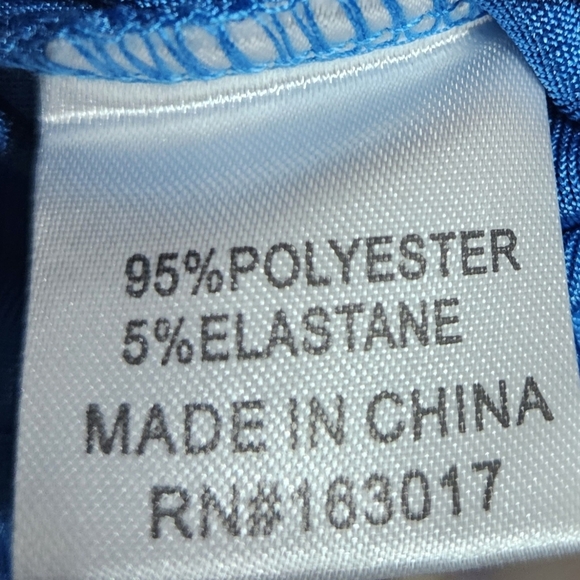 95%POLYESTER
5%ELASTANE
MADE IN CHINA
RN#163017